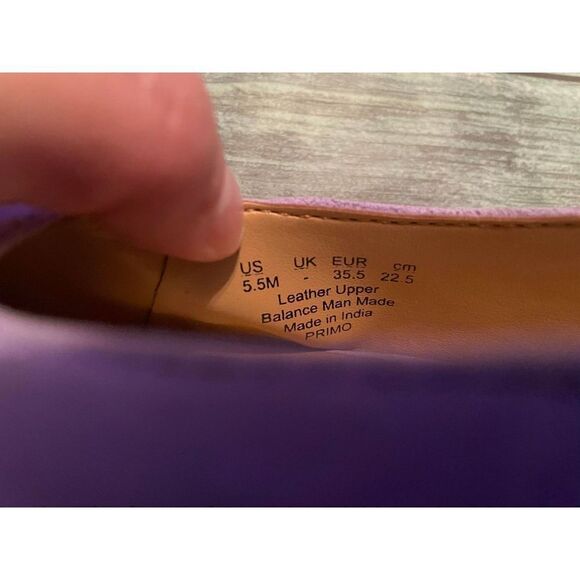 US UK EUR cm
5.5M - 35.5 22.5
Leather Upper
Balance Man Made
Made in India
PRIMO